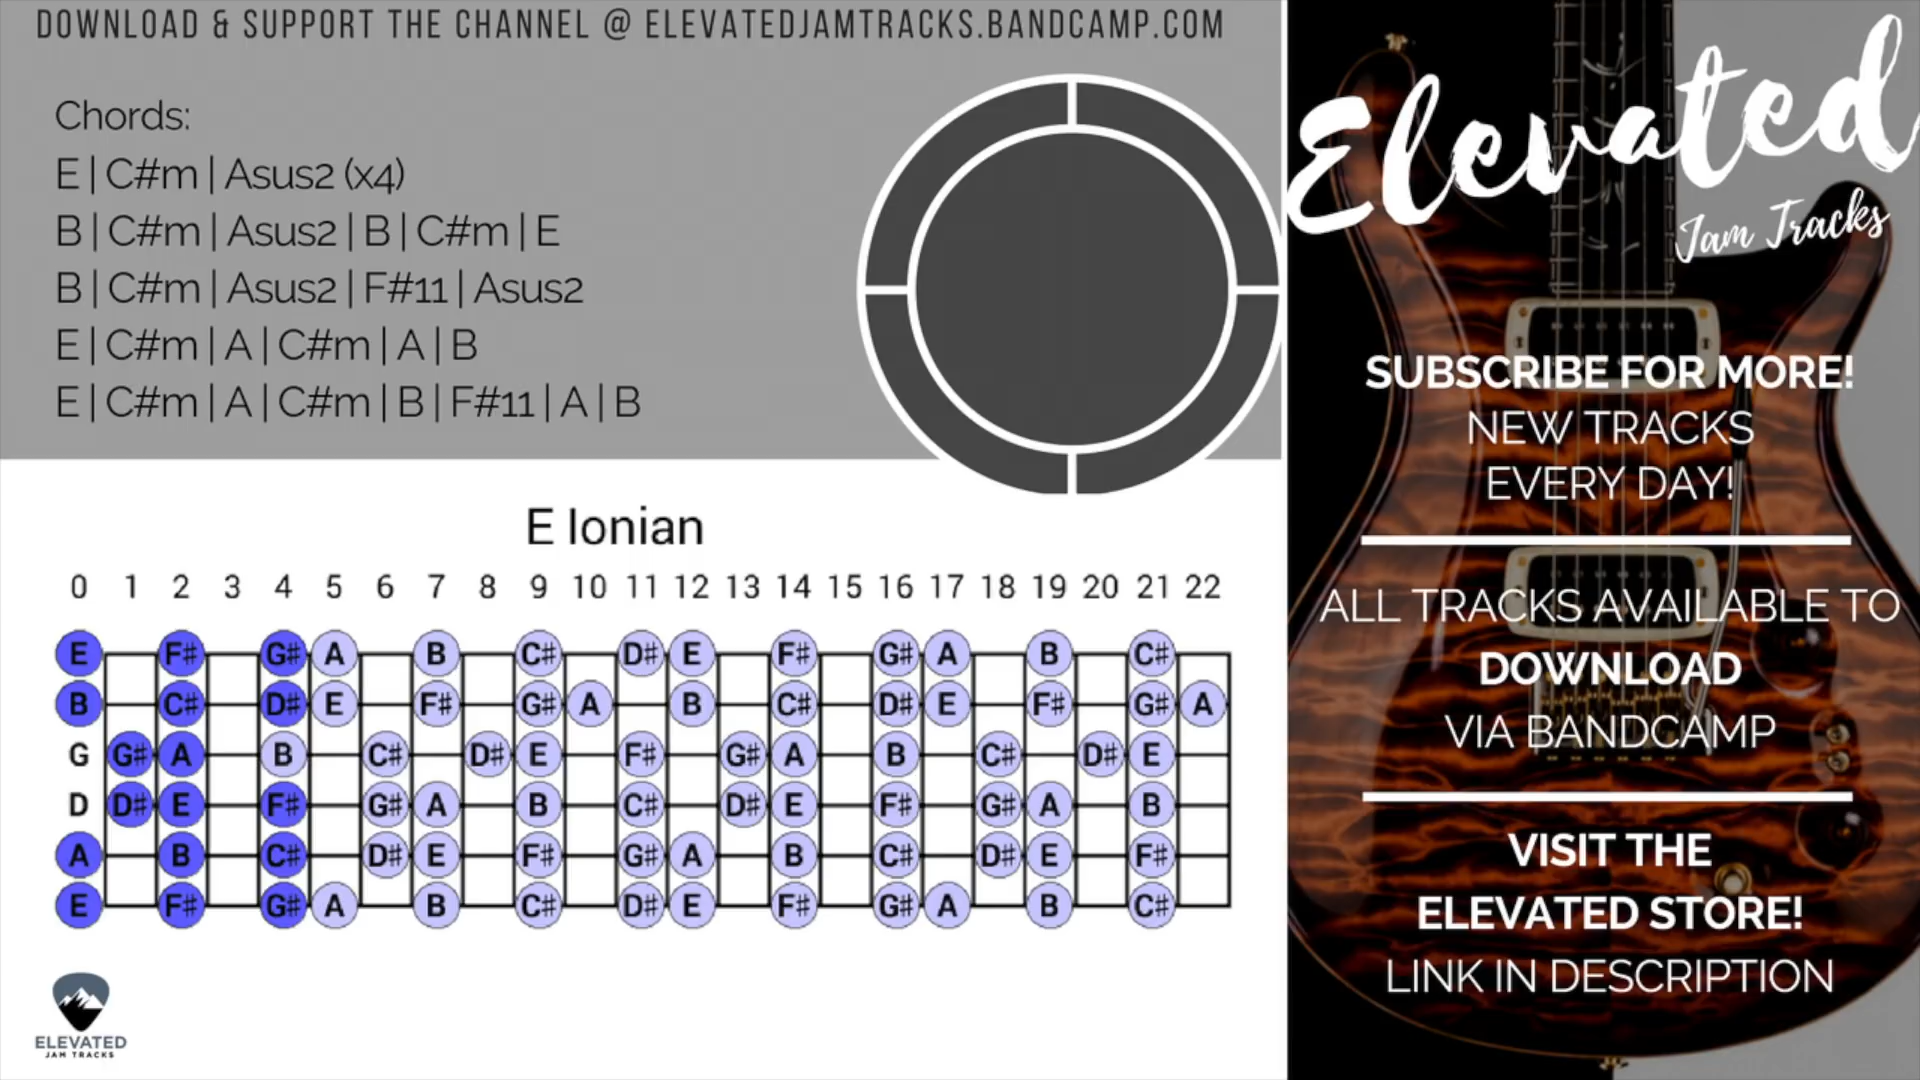 DOWNLOAD & SUPPORT THE CHANNEL @ ELEVATEDJAMTRACKS.BANDCAMP.COM
Chords:
E | C#m | Asus2 (x4)
B | C#m | Asus2 | B | C#m | E
B | C#m | Asus2 | F#11 | Asus2
E | C#m | A | C#m | A | B
E | C#m | A | C#m | B | F#11 | A | B
E Ionian
0 1 2 3 4 5 6 7 8 9 10 11 12 13 14 15 16 17 18 19 20 21 22
E F# G# A B C# D# E F# G# A B C#
B C# D# E F# G# A B C# D# E F# G# A
G G# A B C# D# E F# G# A B C# D# E
D D# E F# G# A B C# D# E F# G# A B
A B C# D# E F# G# A B C# D# E F#
E F# G# A B C# D# E F# G# A B C#
ELEVATED
JAM TRACKS
Elevated
Jam Tracks
SUBSCRIBE FOR MORE!
NEW TRACKS
EVERY DAY!
ALL TRACKS AVAILABLE TO
DOWNLOAD
VIA BANDCAMP
VISIT THE
ELEVATED STORE!
LINK IN DESCRIPTION